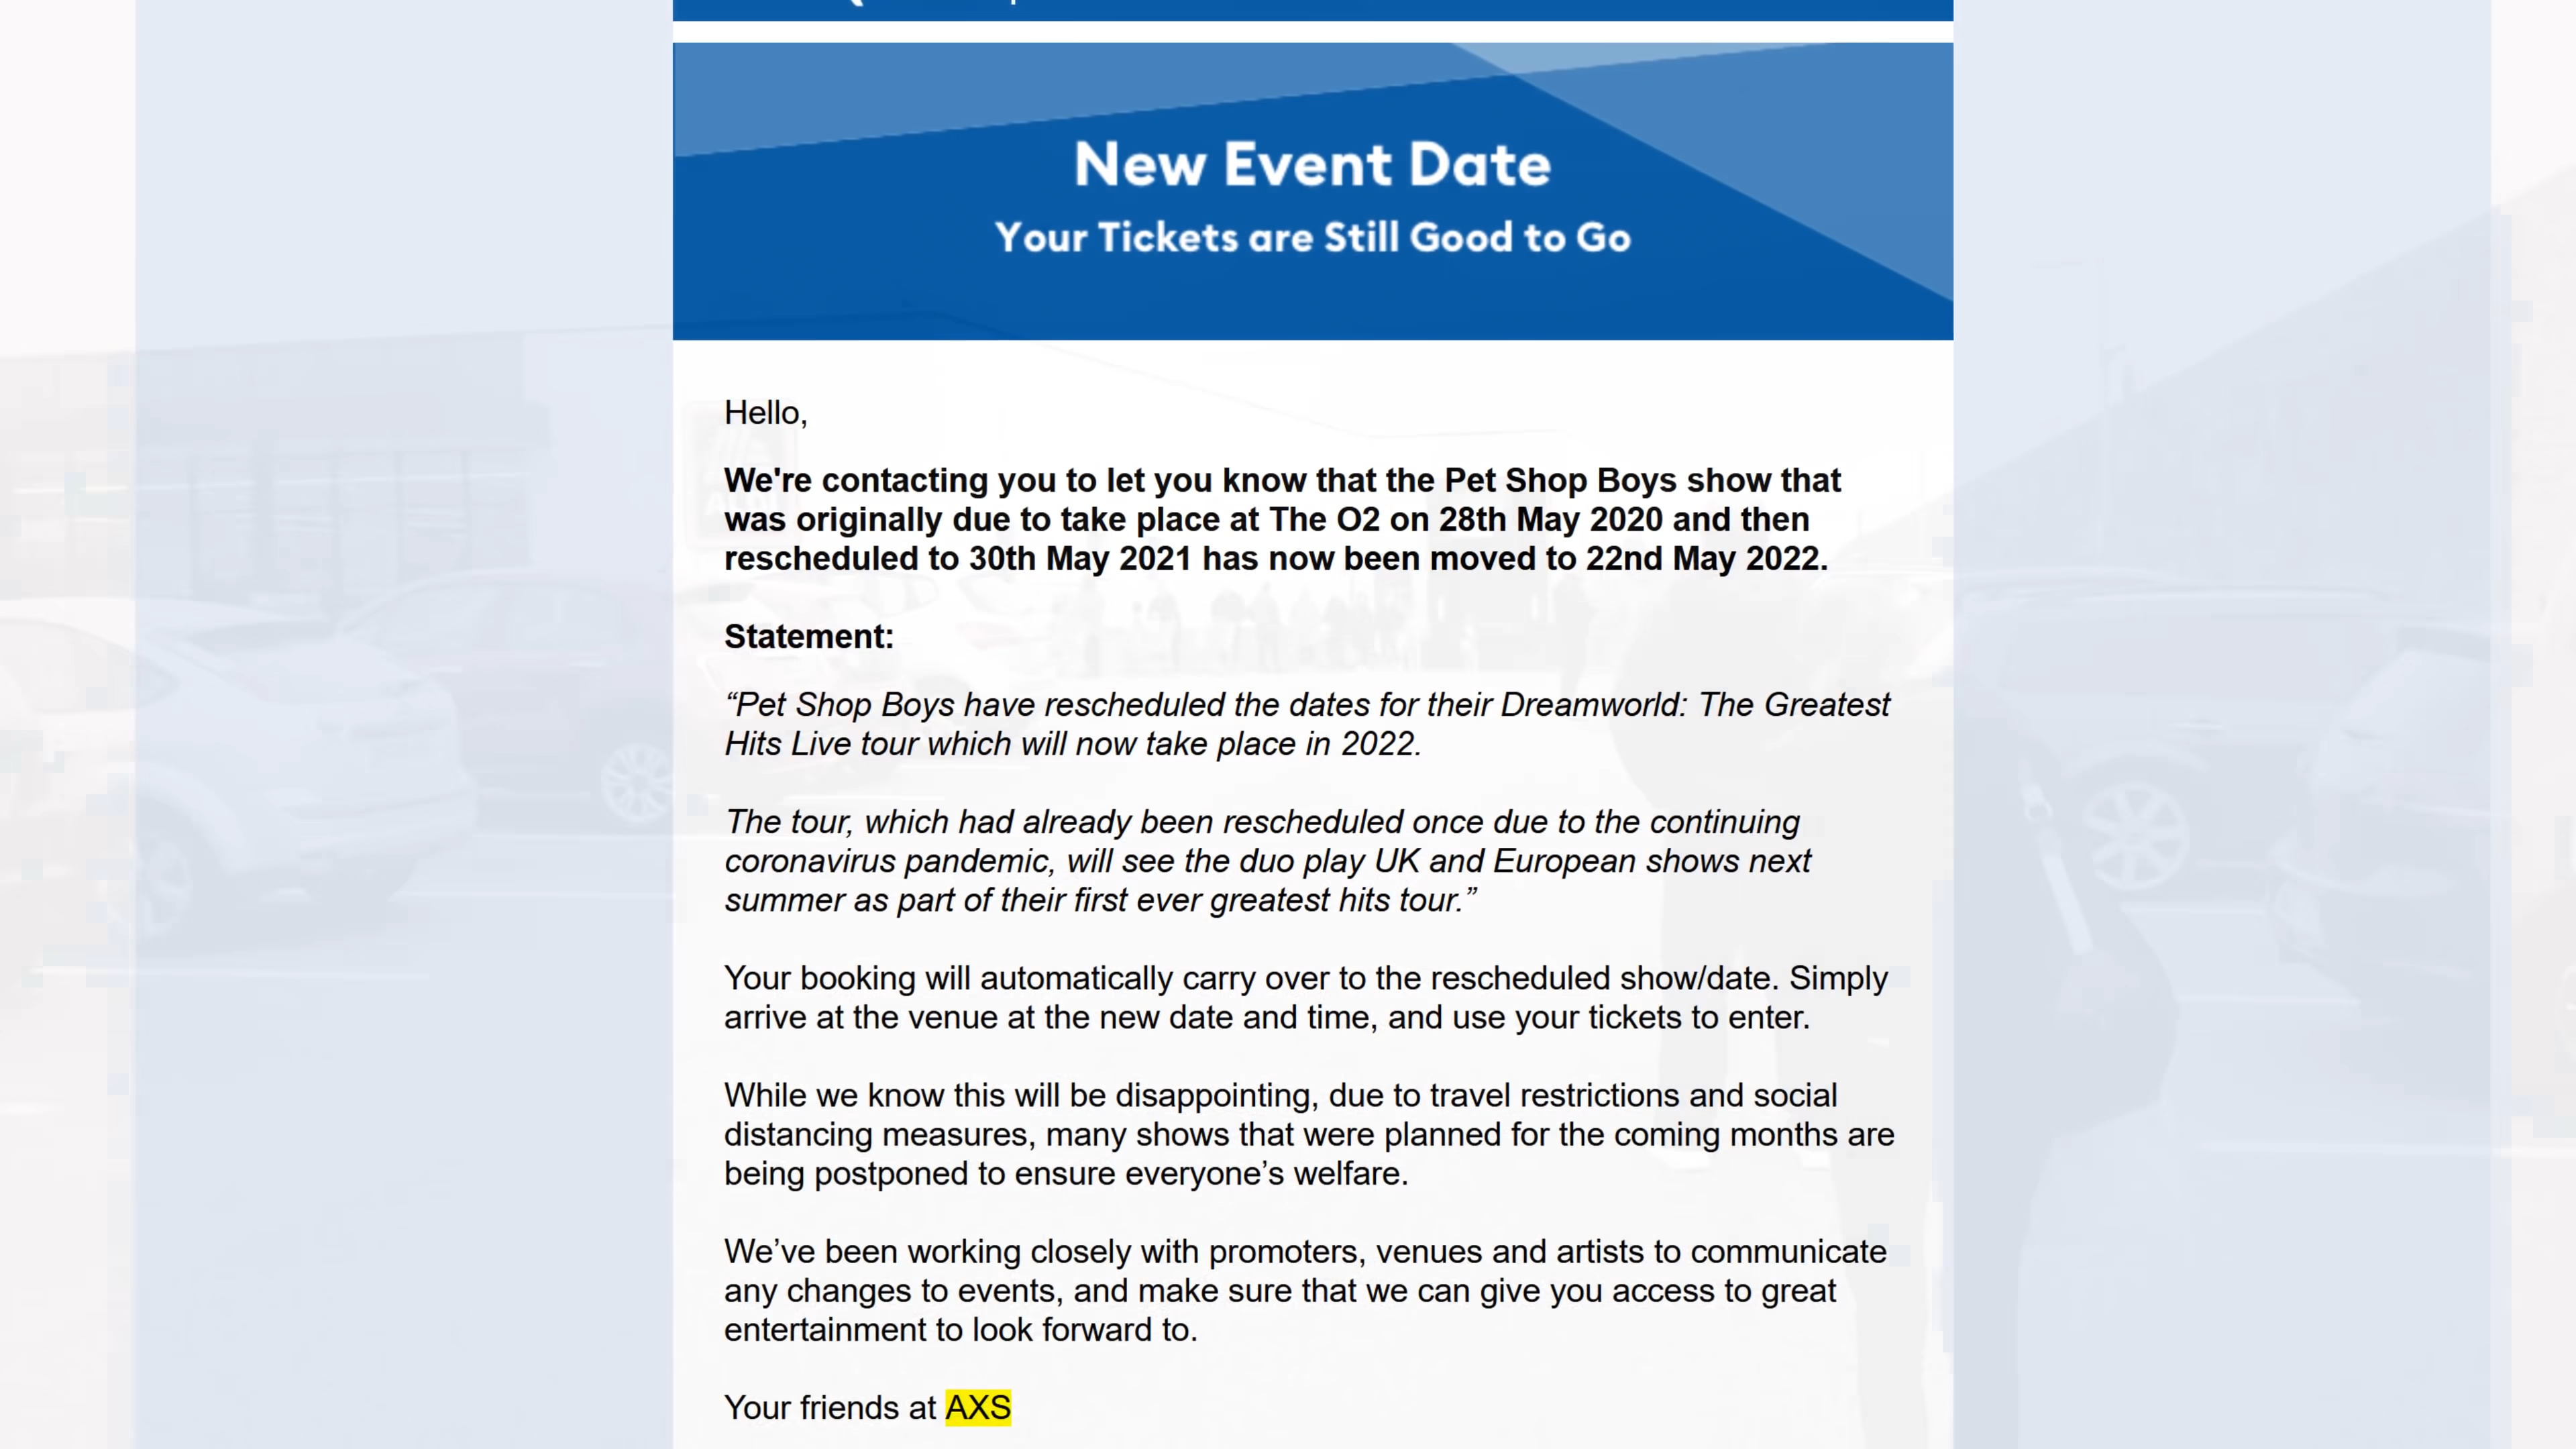 New Event Date
Your Tickets are Still Good to Go
Hello,
We're contacting you to let you know that the Pet Shop Boys show that
was originally due to take place at The O2 on 28th May 2020 and then
rescheduled to 30th May 2021 has now been moved to 22nd May 2022.
Statement:
“Pet Shop Boys have rescheduled the dates for their Dreamworld: The Greatest
Hits Live tour which will now take place in 2022.
The tour, which had already been rescheduled once due to the continuing
coronavirus pandemic, will see the duo play UK and European shows next
summer as part of their first ever greatest hits tour.”
Your booking will automatically carry over to the rescheduled show/date. Simply
arrive at the venue at the new date and time, and use your tickets to enter.
While we know this will be disappointing, due to travel restrictions and social
distancing measures, many shows that were planned for the coming months are
being postponed to ensure everyone’s welfare.
We’ve been working closely with promoters, venues and artists to communicate
any changes to events, and make sure that we can give you access to great
entertainment to look forward to.
Your friends at AXS